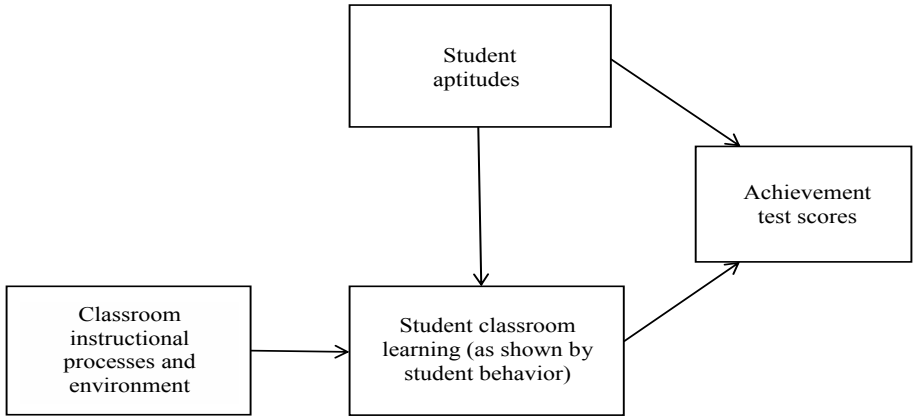 Student
aptitudes
Achievement
test scores
Classroom
instructional
processes and
environment
Student classroom
learning (as shown by
student behavior)